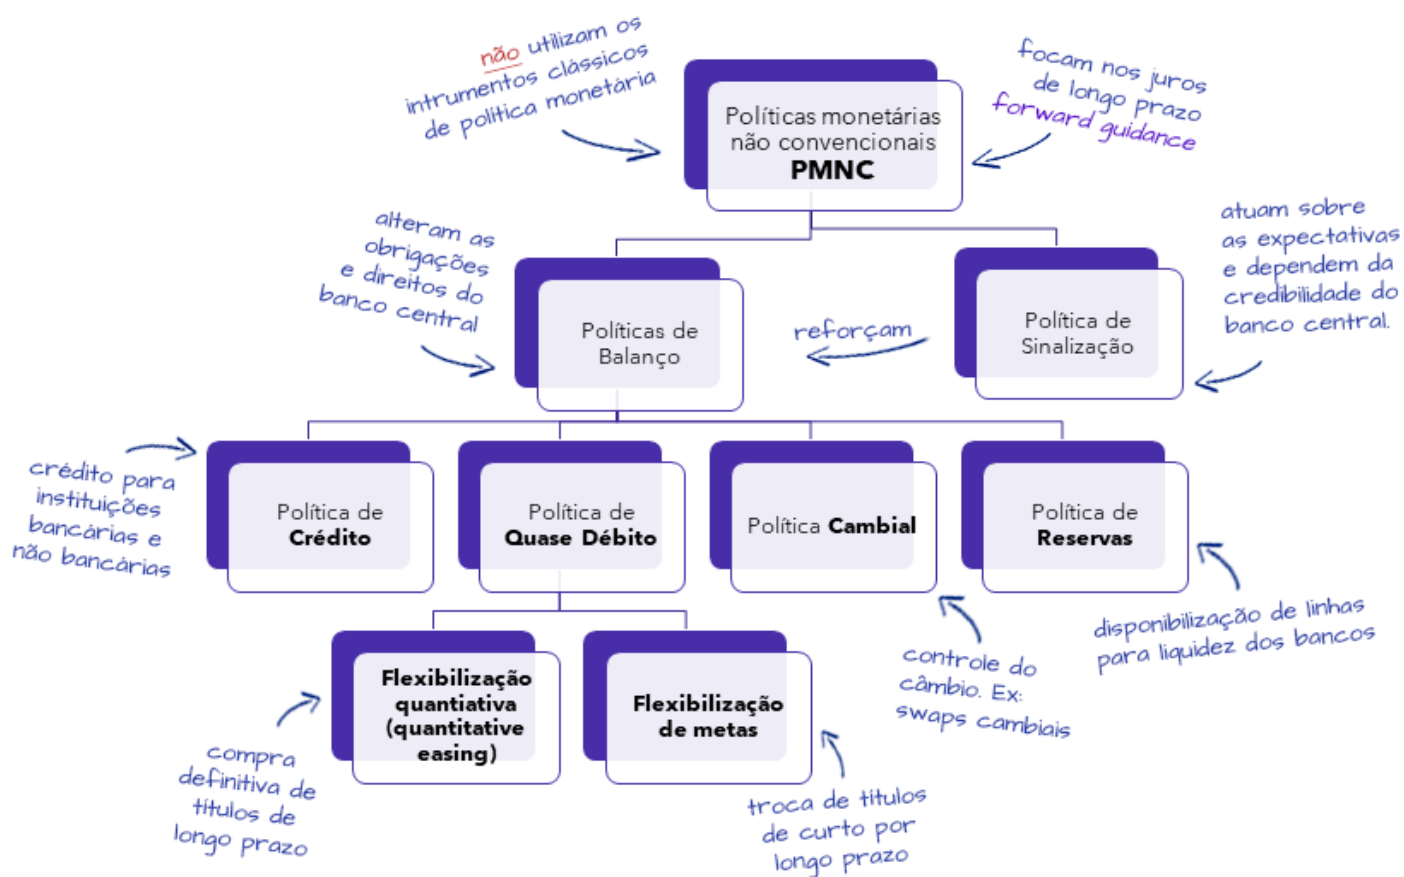 não utilizam os
intrumentos clássicos
de política monetária
Políticas monetárias
não convencionais
PMNC
focam nos juros
de longo prazo
forward guidance
alteram as
obrigações
e direitos do
banco central
Políticas de
Balanço
reforçam
Política de
Sinalização
atuam sobre
as expectativas
e dependem da
credibilidade do
banco central.
crédito para
instituições
bancárias e
não bancárias
Política de
Crédito
Política de
Quase Débito
Política Cambial
Política de
Reservas
disponibilização de linhas
para liquidez dos bancos
controle do
câmbio. Ex:
swaps cambiais
Flexibilização
quantiativa
(quantitative
easing)
Flexibilização
de metas
compra
definitiva de
títulos de
longo prazo
troca de títulos
de curto por
longo prazo